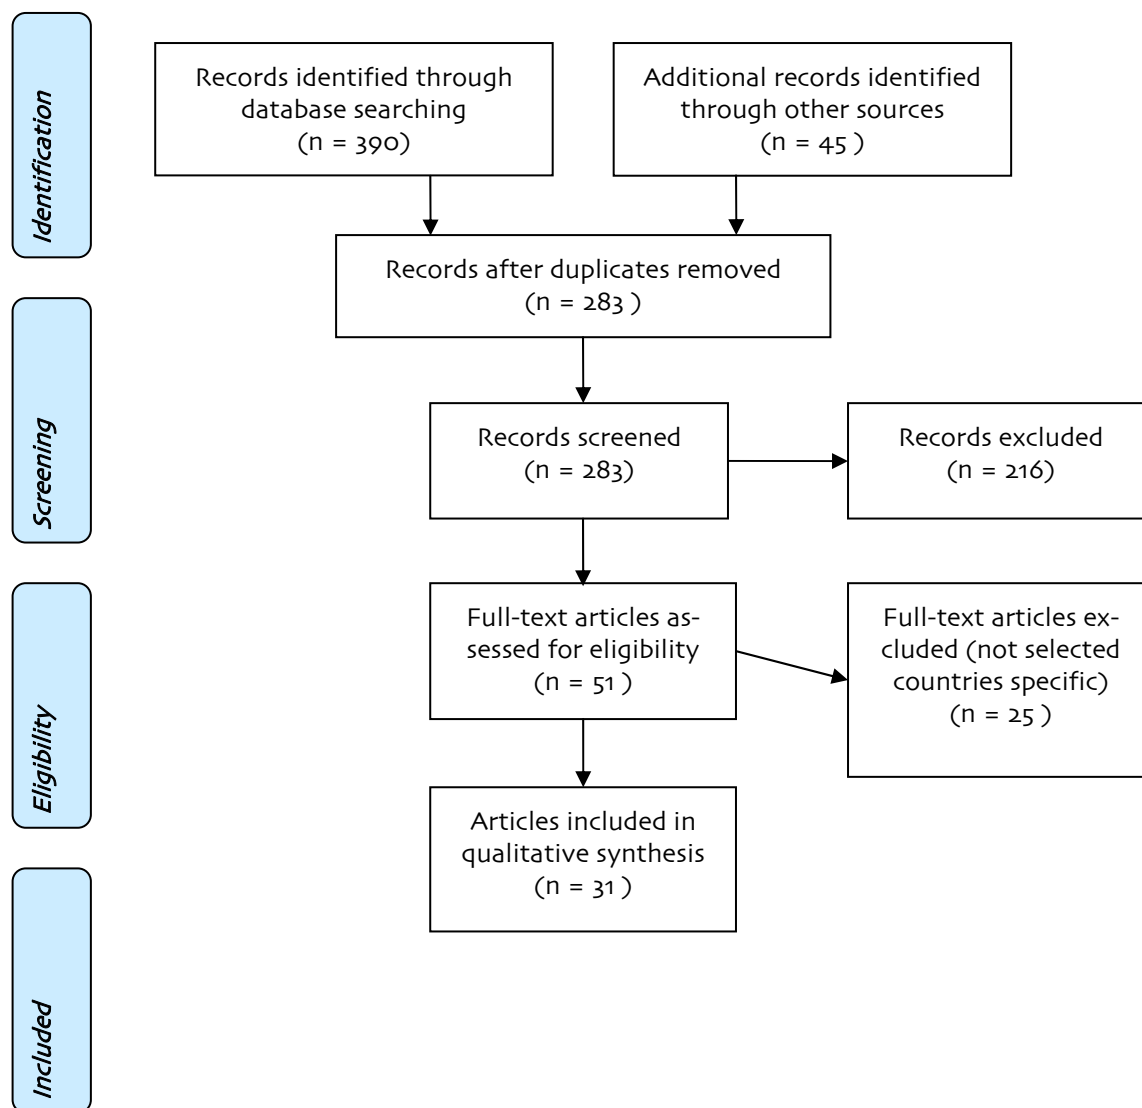 Identification
Records identified through
database searching
(n = 390)
Additional records identified
through other sources
(n = 45 )
Records after duplicates removed
(n = 283 )
Screening
Records screened
(n = 283)
Records excluded
(n = 216)
Eligibility
Full-text articles as-
sessed for eligibility
(n = 51 )
Full-text articles ex-
cluded (not selected
countries specific)
(n = 25 )
Articles included in
qualitative synthesis
(n = 31 )
Included